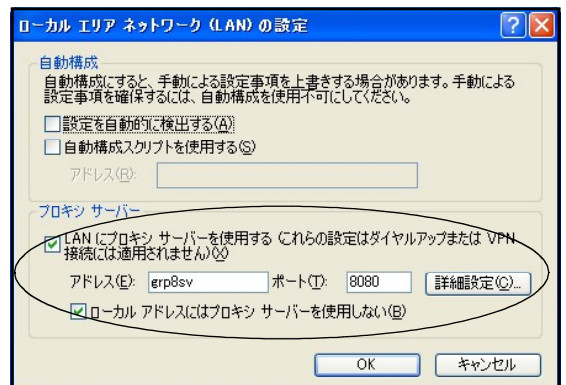 ローカル エリア ネットワーク (LAN) の設定
自動構成
自動構成にすると、手動による設定事項を上書きする場合があります。手動による
設定事項を確保するには、自動構成を使用不可にしてください。
設定を自動的に検出する(A)
自動構成スクリプトを使用する(S)
アドレス(R):
プロキシ サーバー
LAN にプロキシ サーバーを使用する (これらの設定はダイヤルアップまたは VPN
接続には適用されません)(X)
アドレス(E): grp8sv ポート(T): 8080 詳細設定(C)...
ローカル アドレスにはプロキシ サーバーを使用しない(B)
OK キャンセル